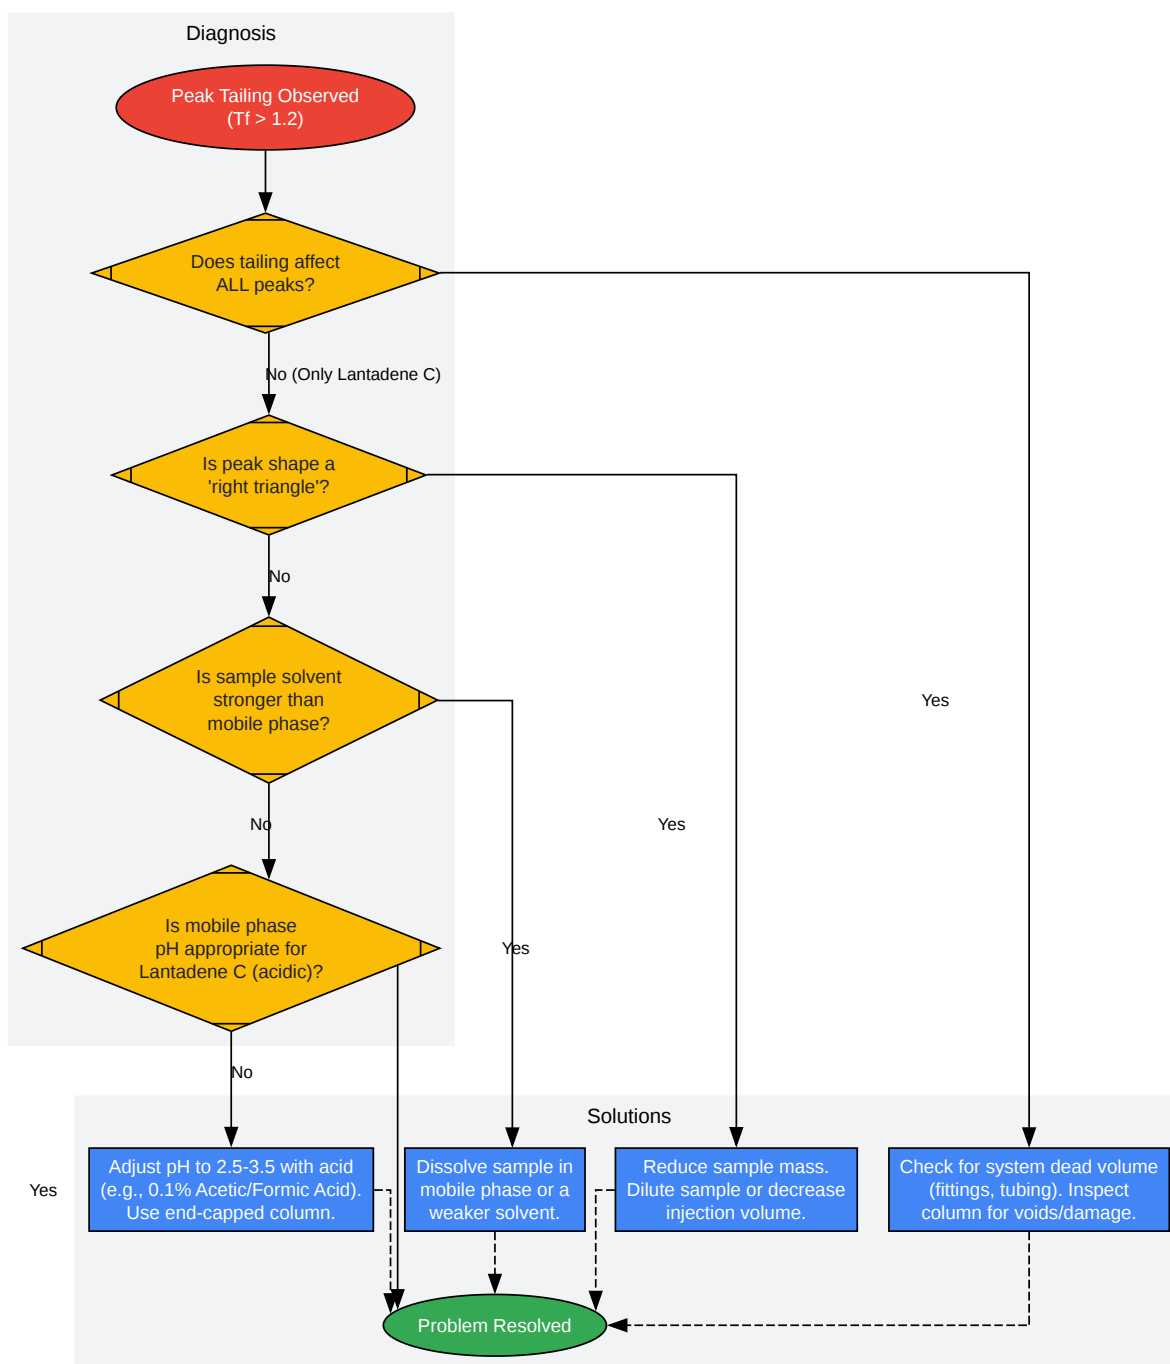 Diagnosis
Peak Tailing Observed
(Tf > 1.2)
Does tailing affect
ALL peaks?
No (Only Lantadene C)
Is peak shape a
'right triangle'?
No
Is sample solvent
stronger than
mobile phase?
Yes
No
Yes
Is mobile phase
pH appropriate for
Lantadene C (acidic)?
Yes
No
Solutions
Adjust pH to 2.5-3.5 with acid
(e.g., 0.1% Acetic/Formic Acid).
Use end-capped column.
Yes
Dissolve sample in
mobile phase or a
weaker solvent.
Reduce sample mass.
Dilute sample or decrease
injection volume.
Check for system dead volume
(fittings, tubing). Inspect
column for voids/damage.
Problem Resolved